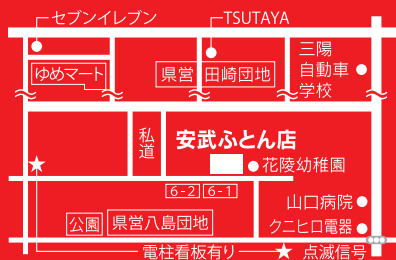 セブンイレブン
TSUTAYA
ゆめマート
県営
田崎団地
三陽
自動車
学校
私道
安武ふとん店
花陵幼稚園
6-2
6-1
山口病院
クニヒロ電器
公園
県営八島団地
電柱看板有り
点滅信号